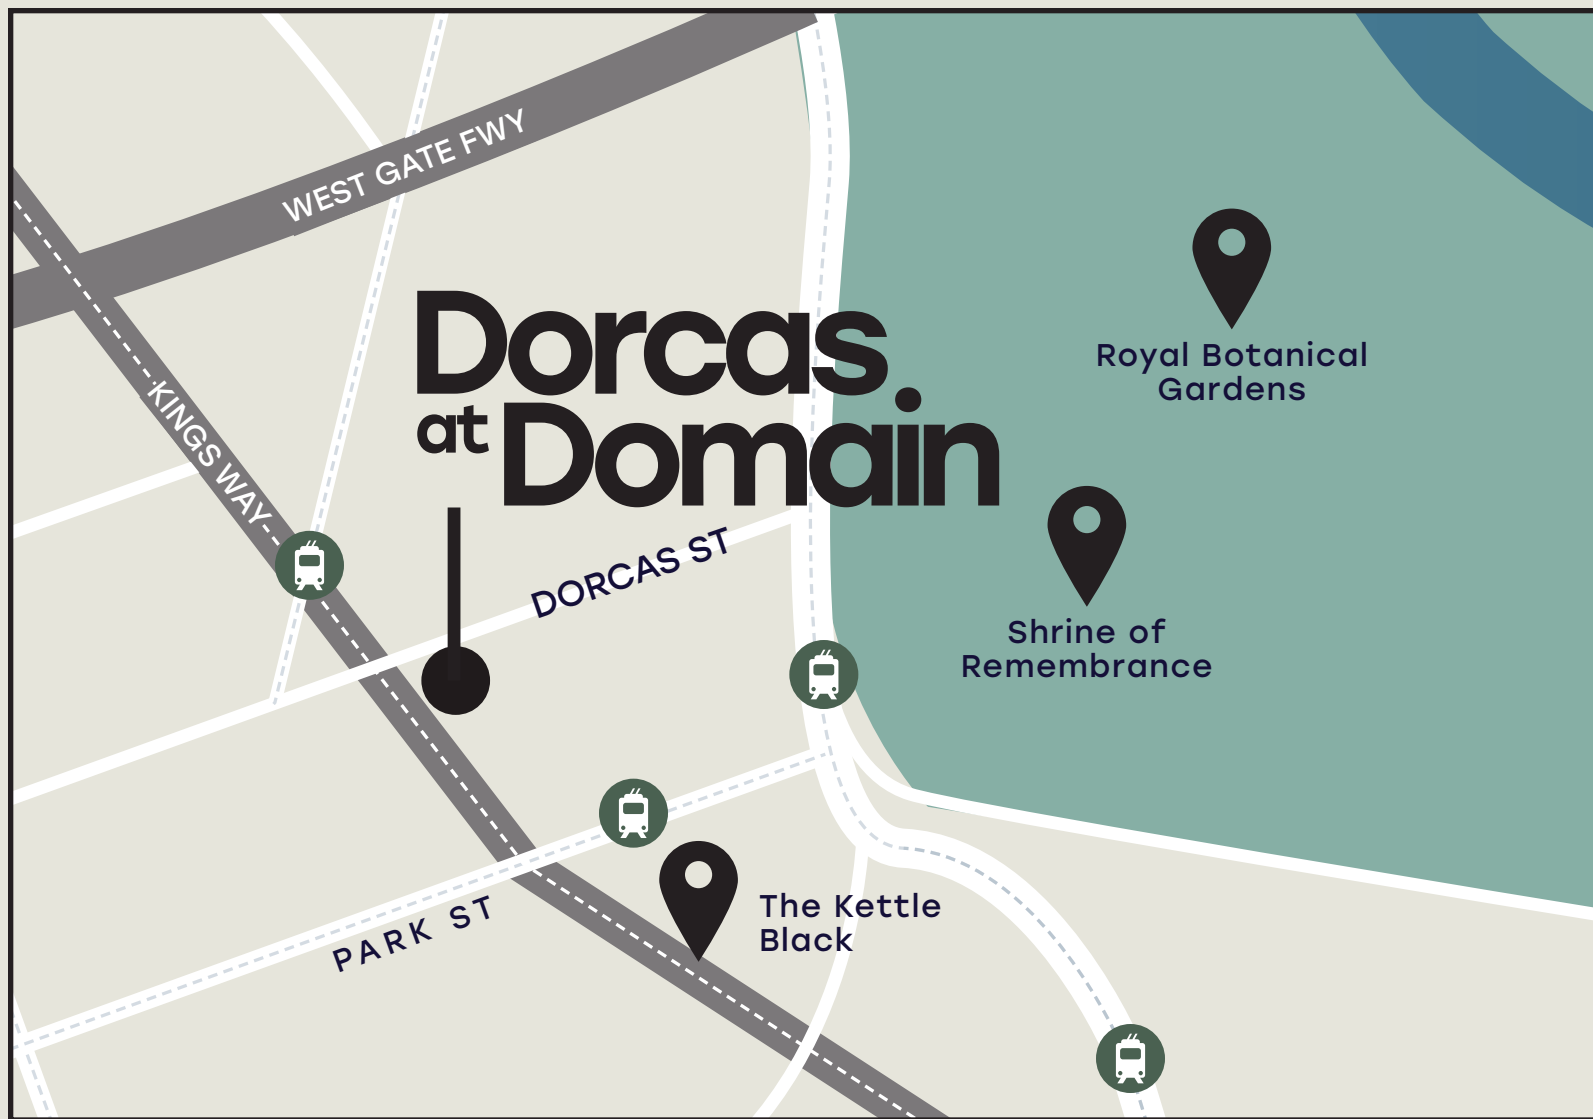 WEST GATE FWY
Royal Botanical
Gardens
Dorcas
at Domain
KINGS WAY
DORCAS ST
Shrine of
Remembrance
The Kettle
Black
PARK ST